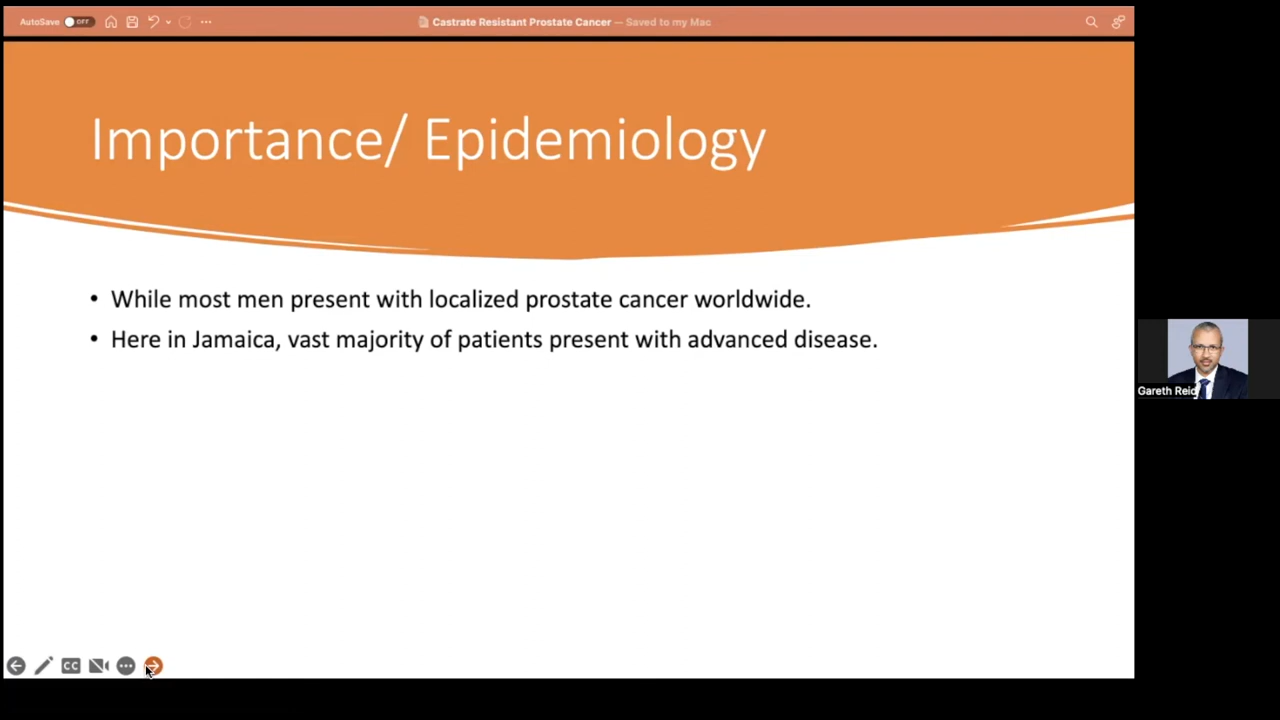 AutoSave OFF
Castrate Resistant Prostate Cancer — Saved to my Mac
Importance/ Epidemiology
• While most men present with localized prostate cancer worldwide.
• Here in Jamaica, vast majority of patients present with advanced disease.
Gareth Reid
CC